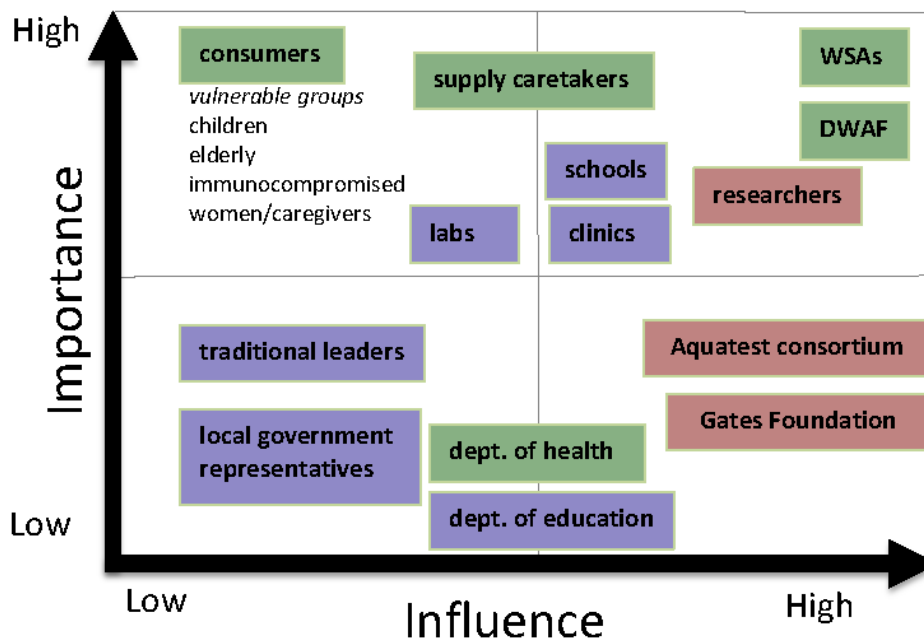 High
consumers
vulnerable groups
children
elderly
immunocompromised
women/caregivers
supply caretakers
WSAs
DWAF
schools
researchers
labs
clinics
Importance
traditional leaders
Aquatest consortium
local government
representatives
Gates Foundation
dept. of health
dept. of education
Low
Low
Influence
High